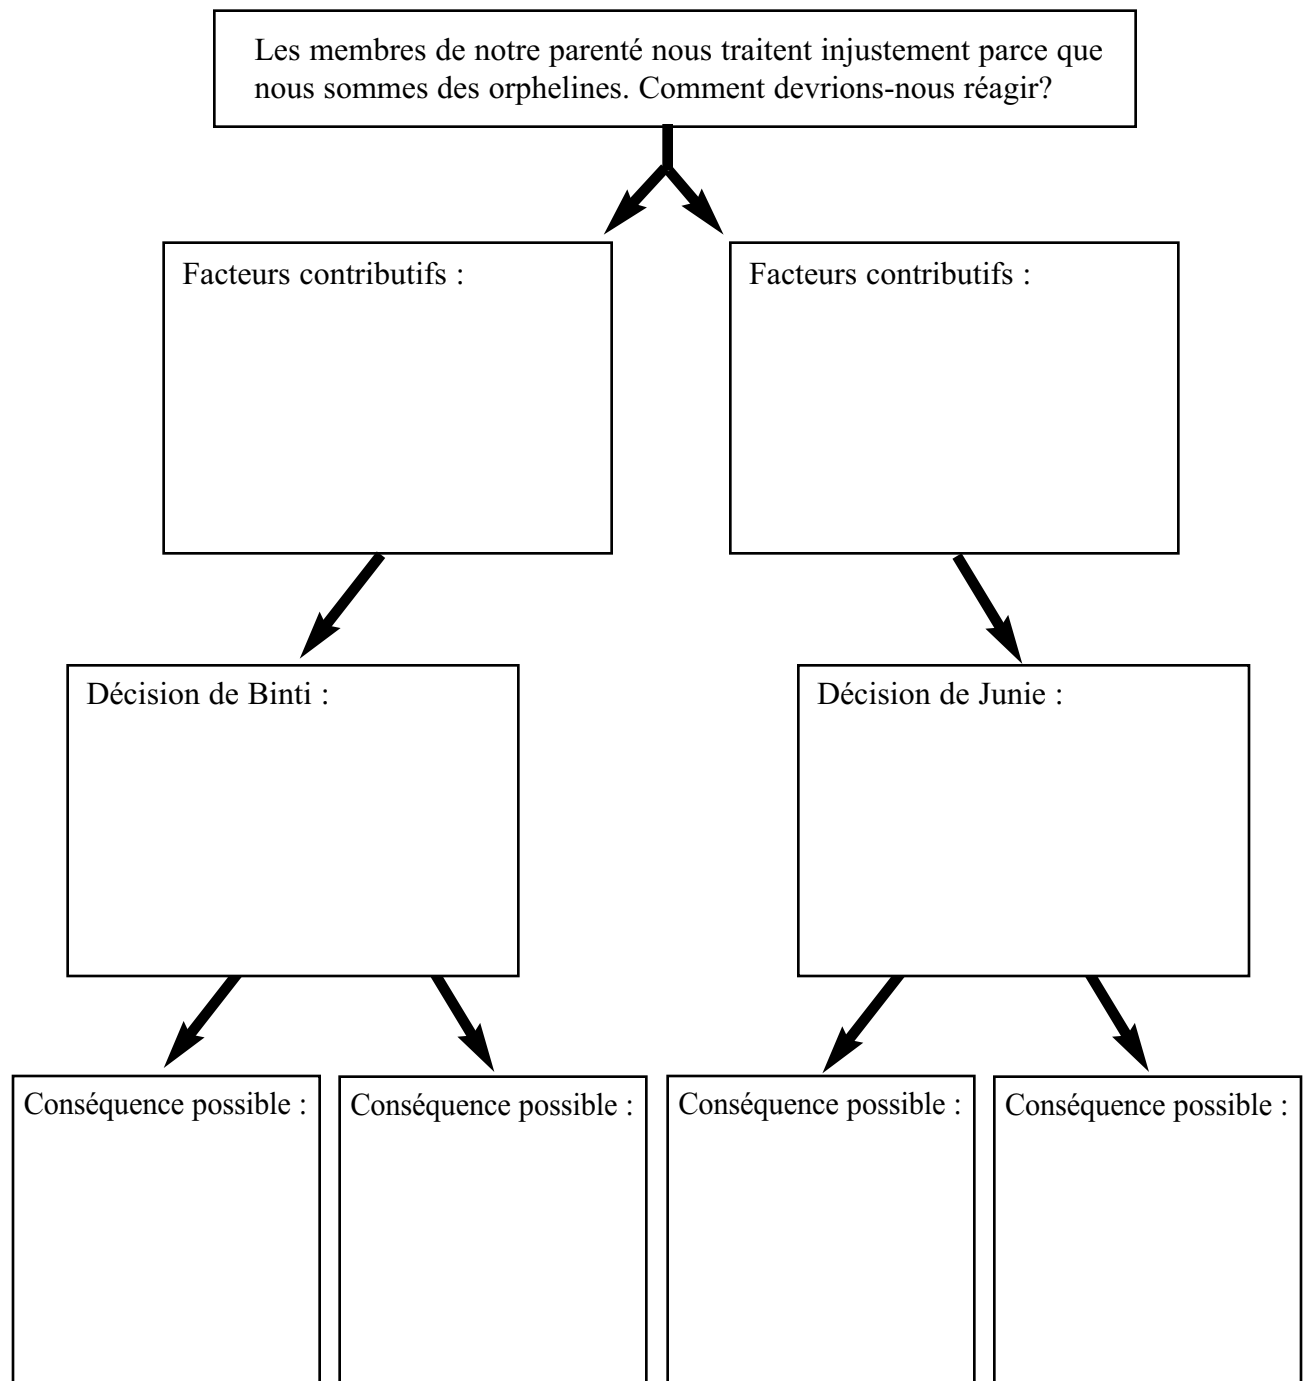 Les membres de notre parenté nous traitent injustement parce que
nous sommes des orphelines. Comment devrions-nous réagir?
Facteurs contributifs :
Facteurs contributifs :
Décision de Binti :
Décision de Junie :
Conséquence possible :
Conséquence possible :
Conséquence possible :
Conséquence possible :